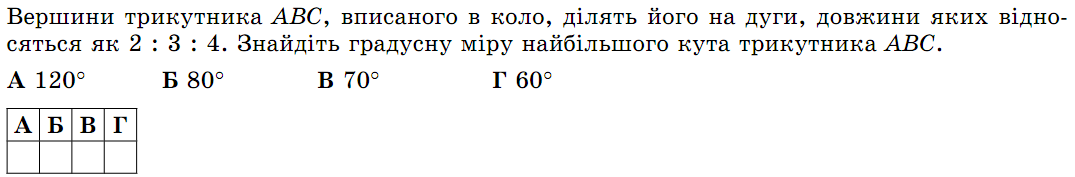 Вершини трикутника ABC, вписаного в коло, ділять його на дуги, довжини яких відно-
сяться як 2 : 3 : 4. Знайдіть градусну міру найбільшого кута трикутника ABC.
А 120° Б 80° В 70° Г 60°
А Б В Г